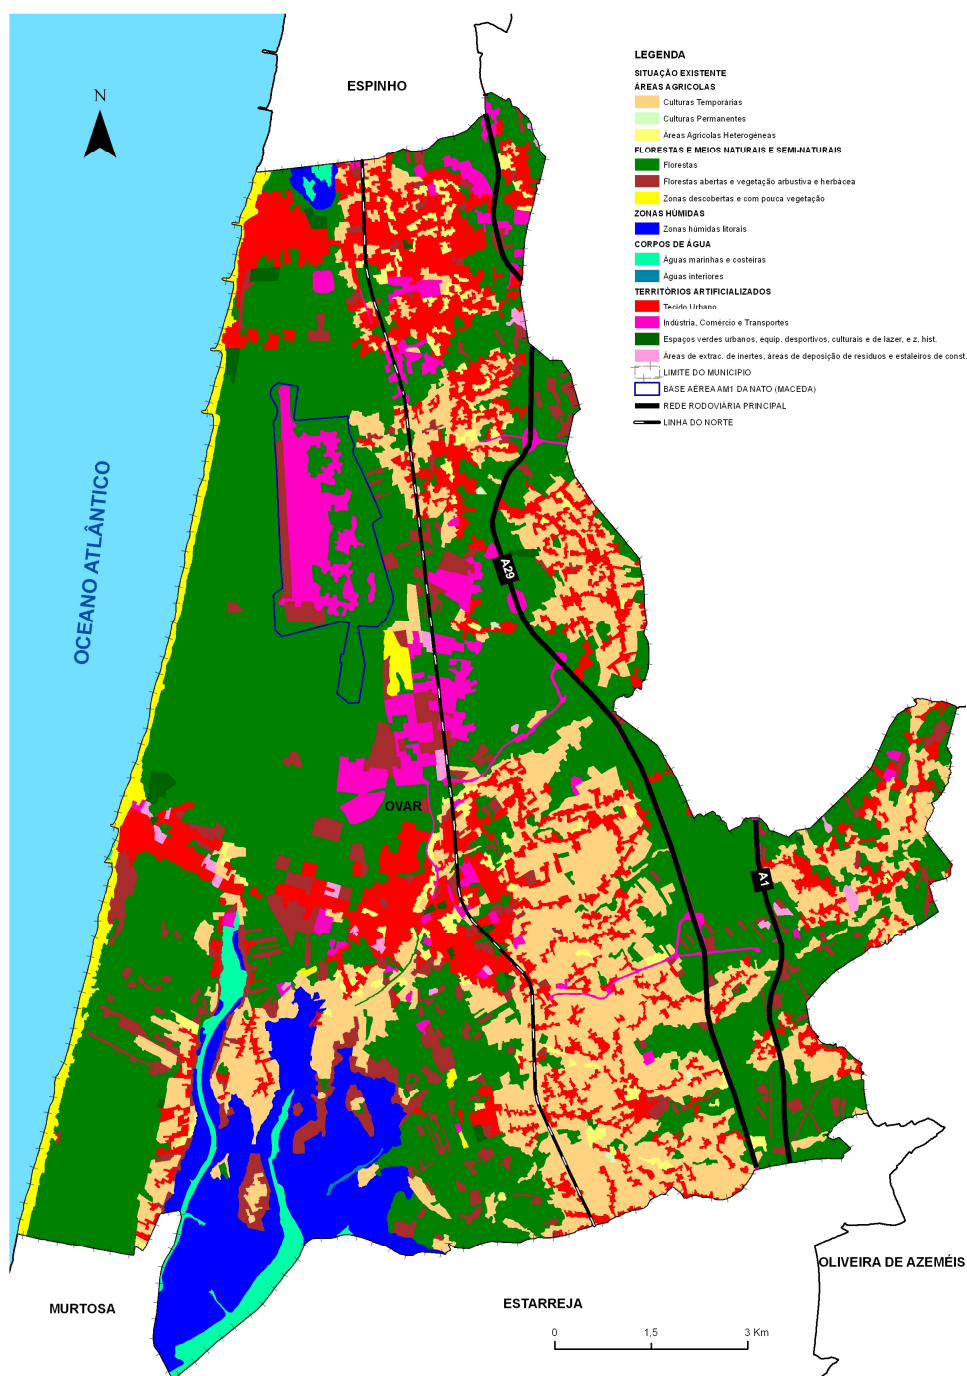 ESPINHO
N
LEGENDA
SITUAÇÃO EXISTENTE
ÁREAS AGRICOLAS
Culturas Temporárias
Culturas Permanentes
Áreas Agrícolas Heterogéneas
FLORESTAS E MEIOS NATURAIS E SEMI-NATURAIS
Florestas
Florestas abertas e vegetação arbustiva e herbácea
Zonas descobertas e com pouca vegetação
ZONAS HÚMIDAS
Zonas húmidas litorais
CORPOS DE ÁGUA
Águas marinhas e costeiras
Águas interiores
TERRITÓRIOS ARTIFICIALIZADOS
Tecido Urbano
Indústria, Comércio e Transportes
Espaços verdes urbanos, equip. desportivos, culturais e de lazer, e z. hist.
Áreas de extrac. de inertes, áreas de deposição de resíduos e estaleiros de const.
LIMITE DO MUNICIPIO
BASE AÉREA AM1 DA NATO (MACEDA)
REDE RODOVIÁRIA PRINCIPAL
LINHA DO NORTE
OCEANO ATLÂNTICO
A29
OVAR
A1
OLIVEIRA DE AZEMÉIS
MURTOSA
ESTARREJA
0 1,5 3 Km